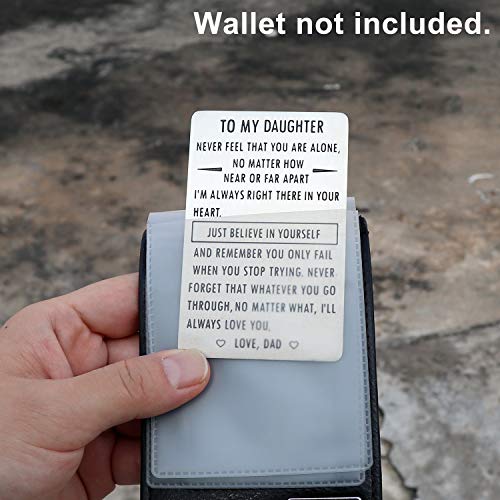 Wallet not included.
TO MY DAUGHTER
NEVER FEEL THAT YOU ARE ALONE,
NO MATTER HOW
NEAR OR FAR APART
I'M ALWAYS RIGHT THERE IN YOUR
HEART.
JUST BELIEVE IN YOURSELF
AND REMEMBER YOU ONLY FAIL
WHEN YOU STOP TRYING. NEVER
FORGET THAT WHATEVER YOU GO
THROUGH, NO MATTER WHAT, I'LL
ALWAYS LOVE YOU.
♡ LOVE, DAD ♡